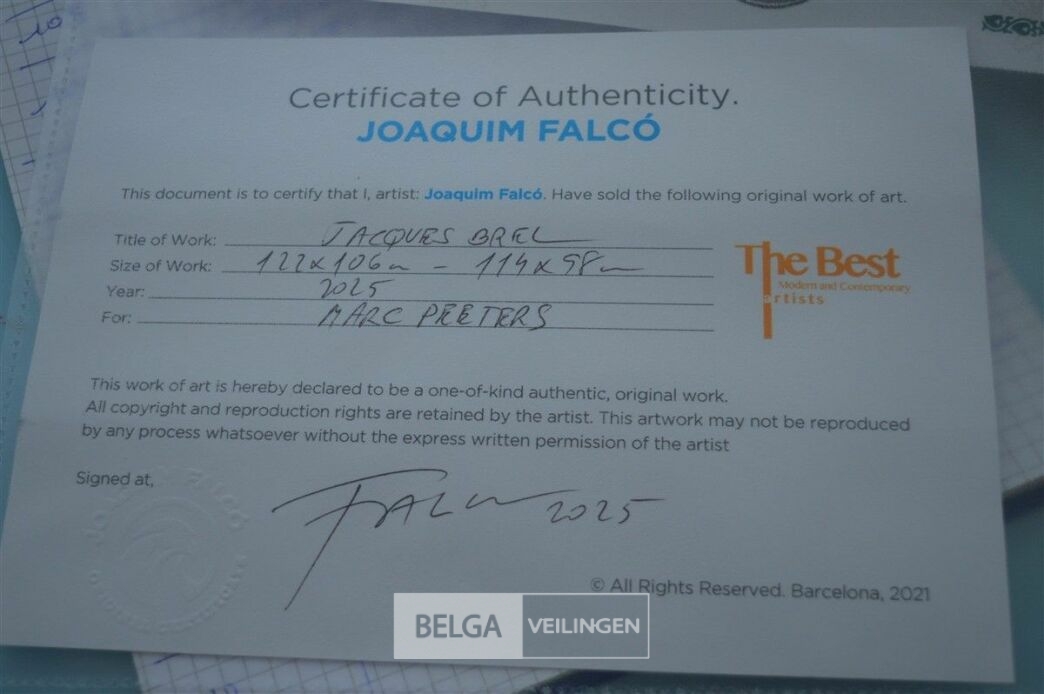 Certificate of Authenticity.
JOAQUIM FALCÓ
This document is to certify that I, artist: Joaquim Falcó. Have sold the following original work of art.
Title of Work: JACQUES BREL
Size of Work: 122x106 - 114x98
Year: 2025
For: MARC PEETERS
The Best
Modern and Contemporary
artists
This work of art is hereby declared to be a one-of-kind authentic, original work.
All copyright and reproduction rights are retained by the artist. This artwork may not be reproduced
by any process whatsoever without the express written permission of the artist
Signed at,
FALCÓ 2025
© All Rights Reserved. Barcelona, 2021
BELGA VEILINGEN